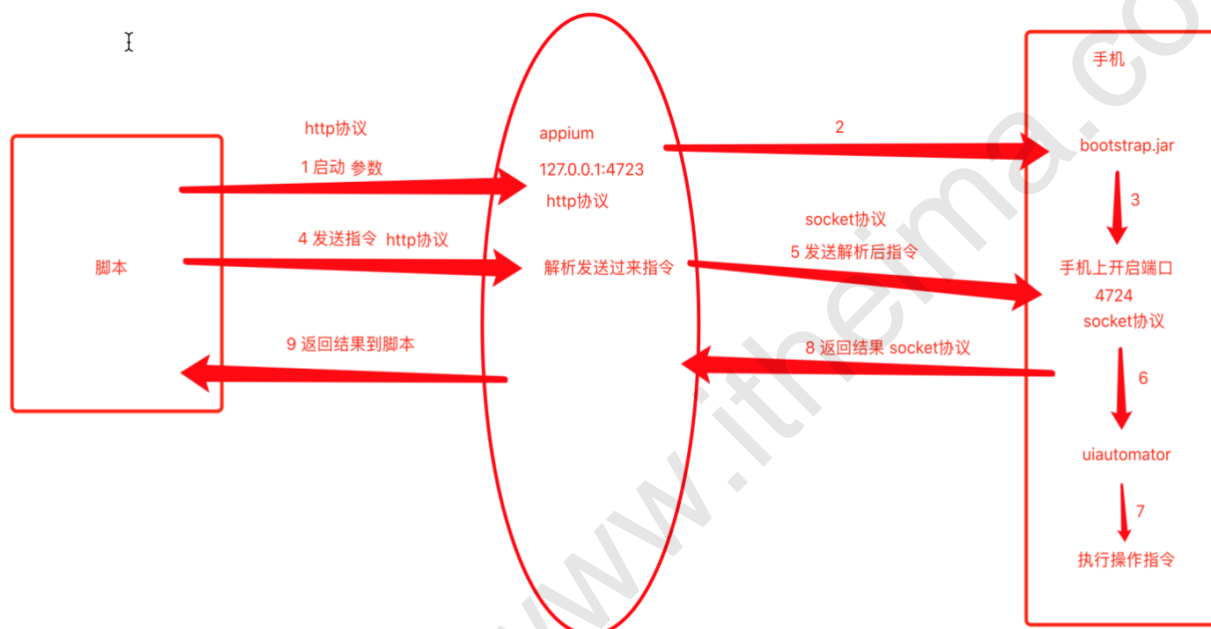 手机
http协议
appium
2
bootstrap.jar
1 启动 参数
127.0.0.1:4723
http协议
3
socket协议
4 发送指令 http协议
5 发送解析后指令
脚本
解析发送过来指令
手机上开启端口
4724
socket协议
9 返回结果到脚本
8 返回结果 socket协议
6
uiautomator
7
执行操作指令
www.itheima.co